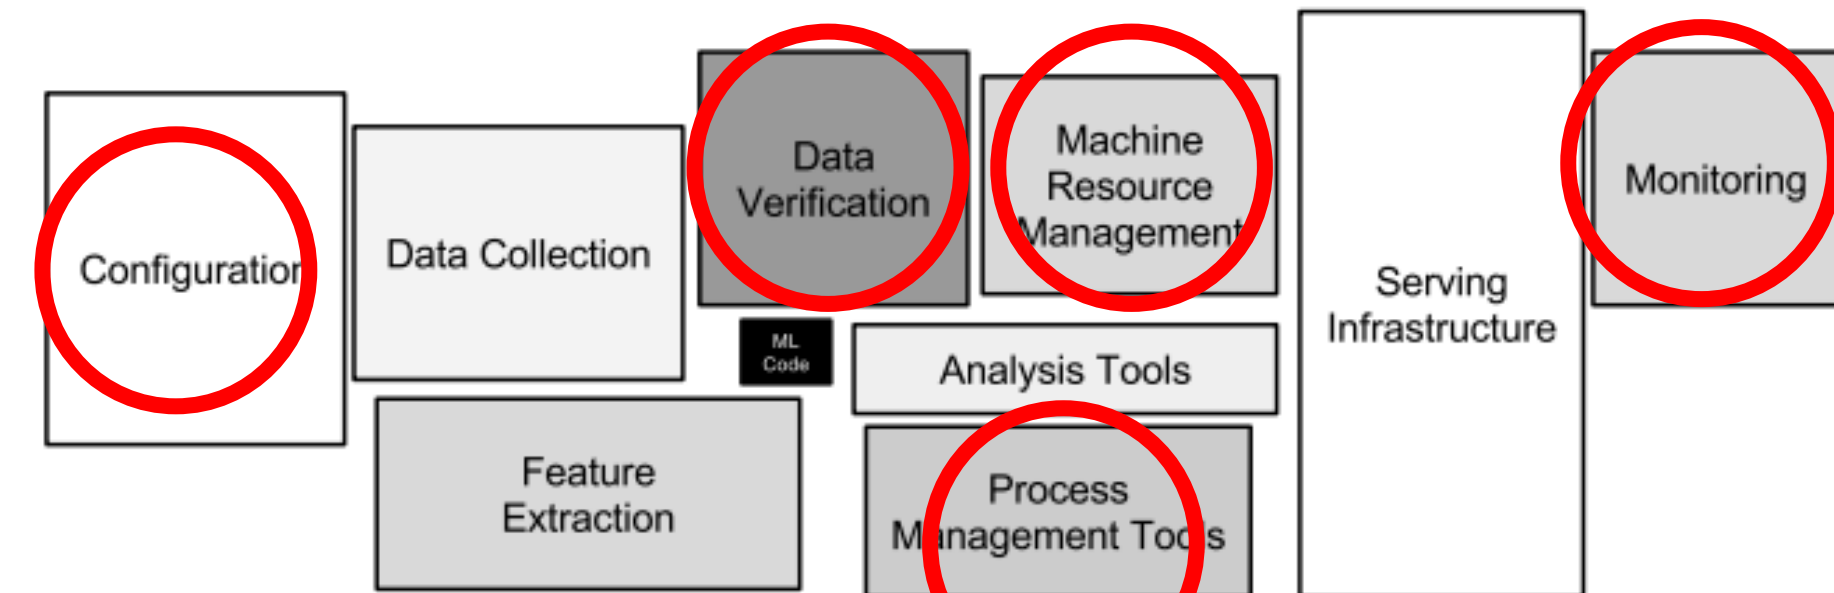 Configuration
Data Collection
Data
Verification
Machine
Resource
Management
Serving
Infrastructure
Monitoring
ML
Code
Analysis Tools
Feature
Extraction
Process
Management Tools